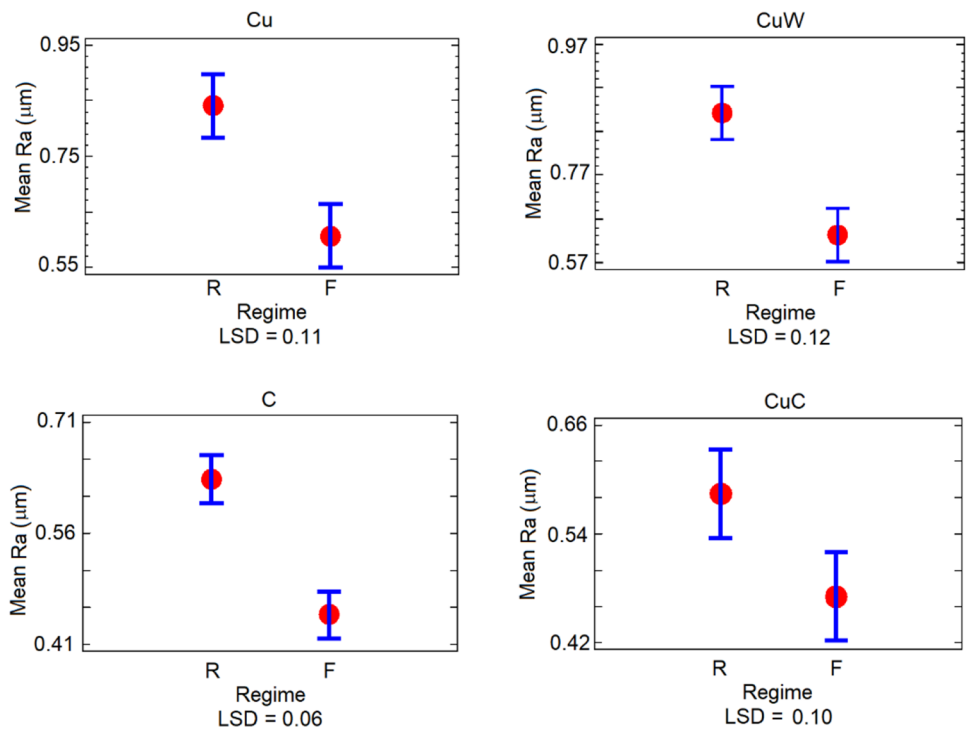 Cu
Mean Ra (μm)
0.95
0.75
0.55
R F
Regime
LSD = 0.11
CuW
Mean Ra (μm)
0.97
0.77
0.57
R F
Regime
LSD = 0.12
C
Mean Ra (μm)
0.71
0.56
0.41
R F
Regime
LSD = 0.06
CuC
Mean Ra (μm)
0.66
0.54
0.42
R F
Regime
LSD = 0.10